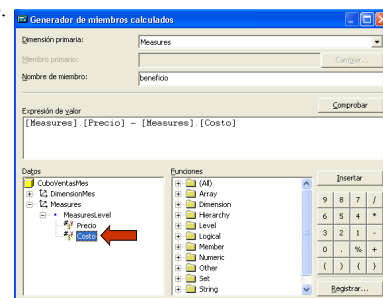 Generador de miembros calculados
Dimensión primaria:
Measures
Miembro primario:
Cambiar...
Nombre de miembro:
beneficio
Expresión de valor
Comprobar
[Measures].[Precio] - [Measures].[Costo]
Datos
CuboVentasMes
DimensionMes
Measures
MeasuresLevel
Precio
Costo
Funciones
(All)
Array
Dimension
Hierarchy
Level
Logical
Member
Numeric
Other
Set
String
Insertar
9 8 7 /
6 5 4 *
3 2 1 -
0 . % +
( ) { }
Registrar...